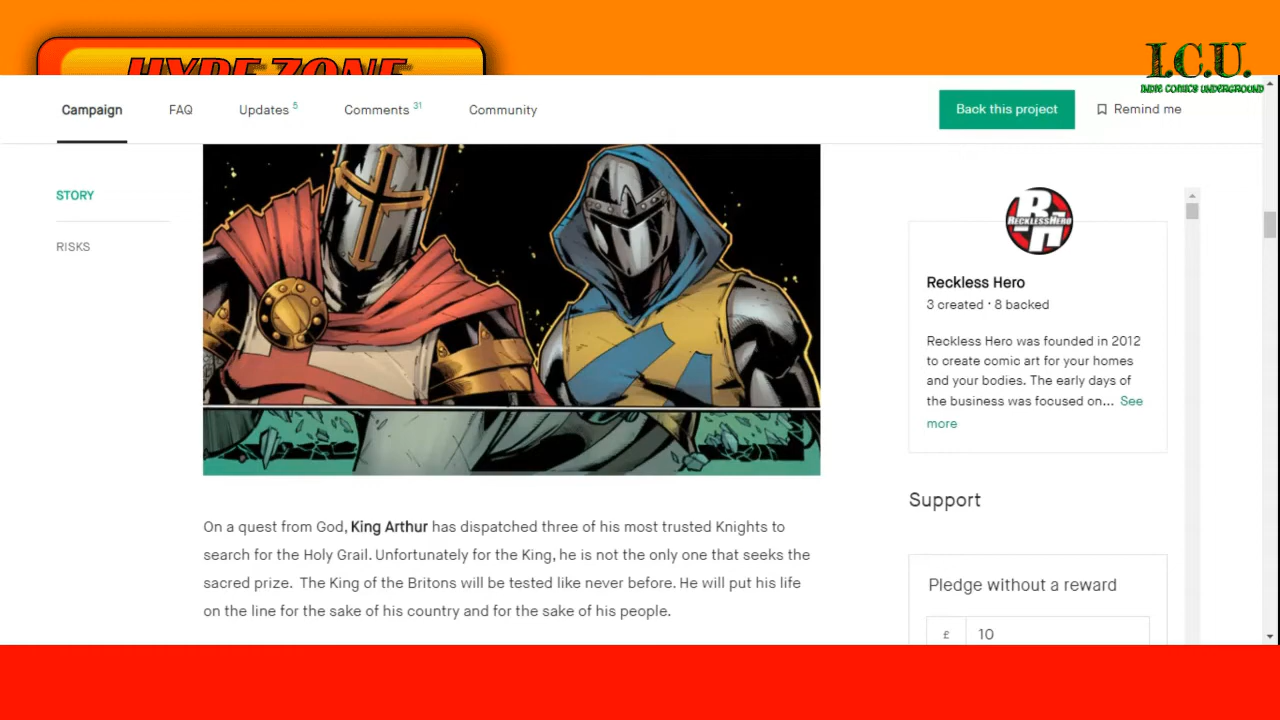 HYPE ZONE
I.C.U.
INDIE COMICS UNDERGROUND
Campaign FAQ Updates 5 Comments 31 Community Back this project Remind me
STORY
RISKS
RECKLESSHERO
Reckless Hero
3 created · 8 backed
Reckless Hero was founded in 2012
to create comic art for your homes
and your bodies. The early days of
the business was focused on... See
more
Support
Pledge without a reward
£ 10
On a quest from God, King Arthur has dispatched three of his most trusted Knights to
search for the Holy Grail. Unfortunately for the King, he is not the only one that seeks the
sacred prize. The King of the Britons will be tested like never before. He will put his life
on the line for the sake of his country and for the sake of his people.